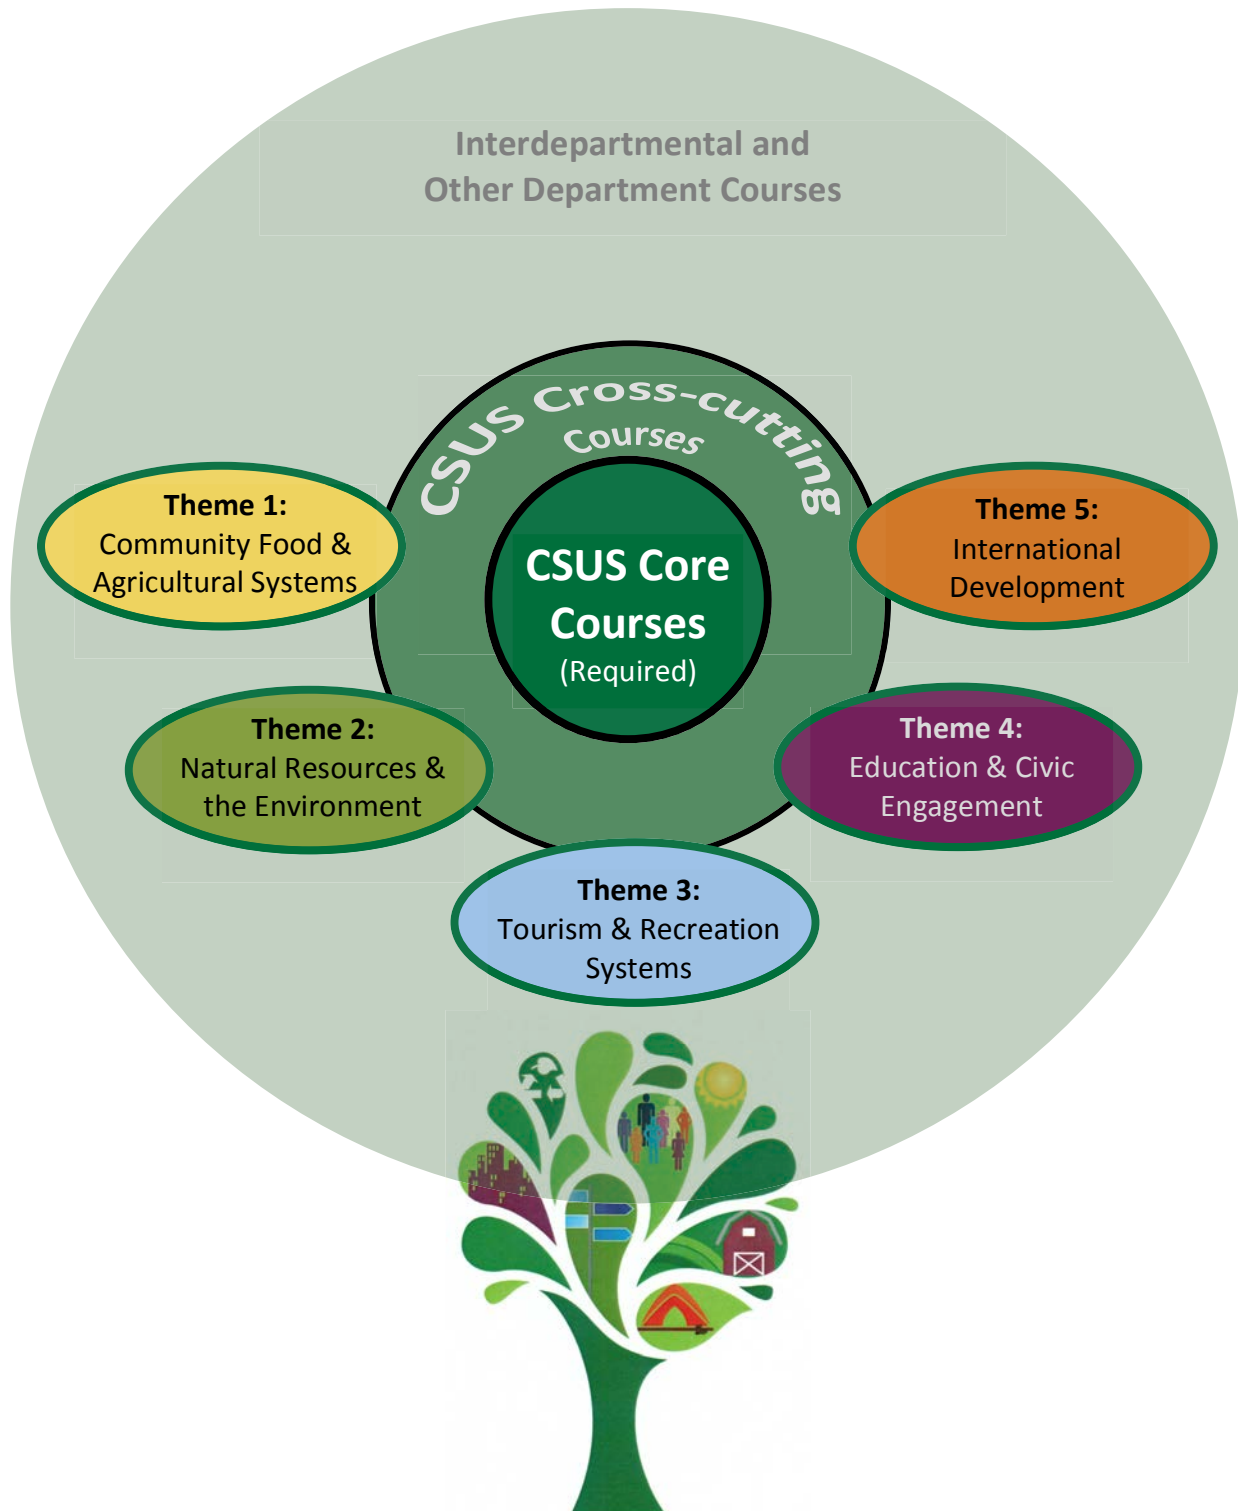 Interdepartmental and
Other Department Courses
CSUS Cross-cutting
Courses
CSUS Core
Courses
(Required)
Theme 1:
Community Food &
Agricultural Systems
Theme 2:
Natural Resources &
the Environment
Theme 3:
Tourism & Recreation
Systems
Theme 4:
Education & Civic
Engagement
Theme 5:
International
Development